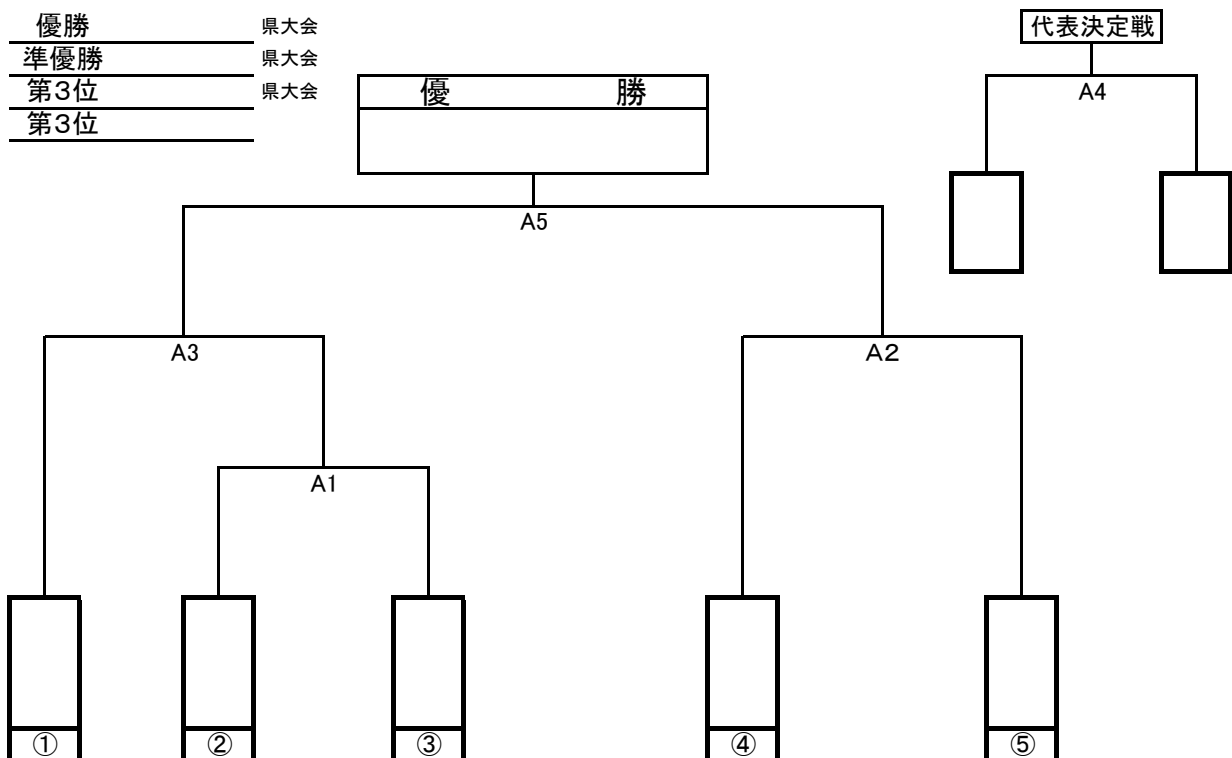 優勝 県大会
準優勝 県大会
第3位 県大会
第3位
優 勝
代表決定戦
A4
A5
A3
A2
A1
① ② ③ ④ ⑤